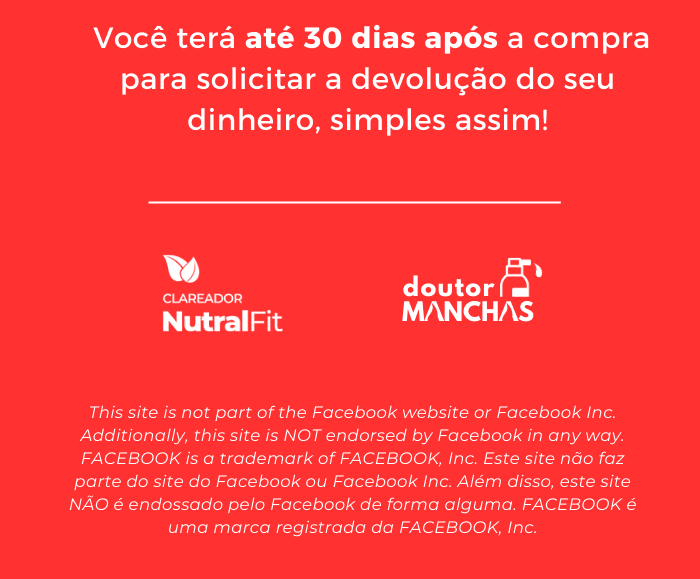 Você terá até 30 dias após a compra
para solicitar a devolução do seu
dinheiro, simples assim!
CLAREADOR
NutralFit
doutor
MANCHAS
This site is not part of the Facebook website or Facebook Inc.
Additionally, this site is NOT endorsed by Facebook in any way.
FACEBOOK is a trademark of FACEBOOK, Inc. Este site não faz
parte do site do Facebook ou Facebook Inc. Além disso, este site
NÃO é endossado pelo Facebook de forma alguma. FACEBOOK é
uma marca registrada da FACEBOOK, Inc.